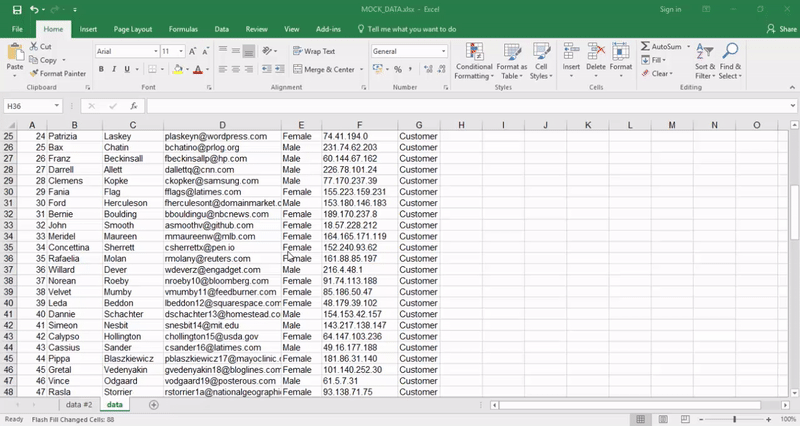 MOCK_DATA.xlsx - Excel
Sign in
File Home Insert Page Layout Formulas Data Review View Add-ins Tell me what you want to do Share
Cut
Copy
Format Painter
Paste
Clipboard
Arial 11
B I U
Font
Wrap Text
Merge & Center
Alignment
General
Number
Conditional Formatting
Format as Table
Cell Styles
Styles
Insert Delete Format
Cells
AutoSum
Fill
Clear
Sort & Filter
Find & Select
Editing
H36
A B C D E F G H I J K L M N O
25 24 Patrizia Laskey plaskeyn@wordpress.com Female 74.41.194.0 Customer
26 25 Bax Chatin bchatino@prlog.org Male 231.74.62.203 Customer
27 26 Franz Beckinsall fbeckinsallp@hp.com Male 60.144.67.162 Customer
28 27 Darrell Allett dallettq@cnn.com Male 226.78.101.24 Customer
29 28 Clemens Kopke ckopker@samsung.com Male 77.170.237.39 Customer
30 29 Fania Flag fflags@latimes.com Female 155.223.159.231 Customer
31 30 Ford Herculeson fherculesont@domainmarket.c Male 153.180.146.183 Customer
32 31 Bernie Boulding bbouldingu@nbcnews.com Female 189.170.237.8 Customer
33 32 John Smooth asmoothv@github.com Female 18.57.228.212 Customer
34 33 Meridel Maureen mmaureenw@mlb.com Female 164.165.171.119 Customer
35 34 Concettina Sherrett csherrettx@pen.io Female 152.240.93.62 Customer
36 35 Rafaelia Molan rmolany@reuters.com Female 161.88.85.197 Customer
37 36 Willard Dever wdeverz@engadget.com Male 216.4.48.1 Customer
38 37 Norean Roeby nroeby10@bloomberg.com Female 91.74.113.188 Customer
39 38 Velvet Mumby vmumby11@feedburner.com Female 85.186.50.47 Customer
40 39 Leda Beddon lbeddon12@squarespace.com Female 48.179.39.102 Customer
41 40 Dannie Schachter dschachter13@homestead.co Male 154.153.42.157 Customer
42 41 Simeon Nesbit snesbit14@mit.edu Male 143.217.138.147 Customer
43 42 Calypso Hollington chollington15@usda.gov Female 64.147.103.236 Customer
44 43 Cassius Sander csander16@latimes.com Male 49.16.177.188 Customer
45 44 Pippa Blaszkiewicz pblaszkiewicz17@mayoclinic. Female 181.86.31.140 Customer
46 45 Gretal Vedenyakin gvedenyakin18@bloglines.com Female 101.140.252.30 Customer
47 46 Vince Odgaard vodgaard19@posterous.com Male 61.5.7.31 Customer
48 47 Rasla Storrier rstorrier1a@nationalgeographic Female 93.138.71.75 Customer
data #2 data
Ready Flash Fill Changed Cells: 88 100%